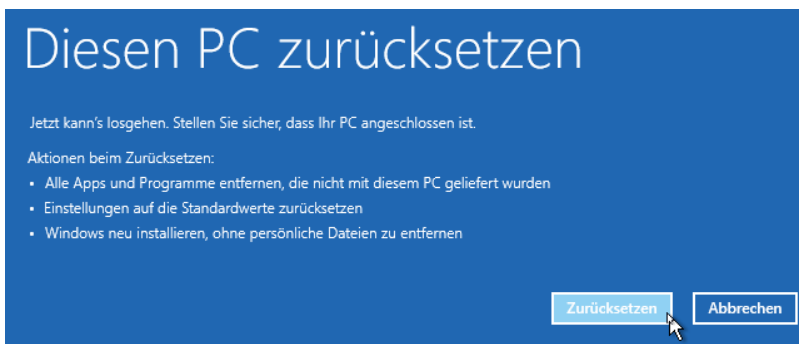 Diesen PC zurücksetzen
Jetzt kann's losgehen. Stellen Sie sicher, dass Ihr PC angeschlossen ist.
Aktionen beim Zurücksetzen:
• Alle Apps und Programme entfernen, die nicht mit diesem PC geliefert wurden
• Einstellungen auf die Standardwerte zurücksetzen
• Windows neu installieren, ohne persönliche Dateien zu entfernen
Zurücksetzen Abbrechen